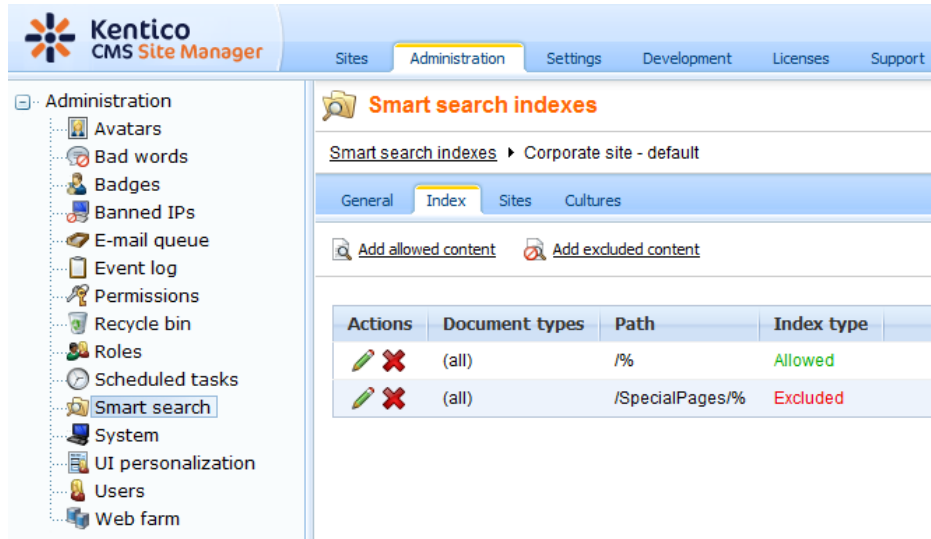 Kentico
CMS Site Manager
Sites Administration Settings Development Licenses Support
Administration
Avatars
Bad words
Badges
Banned IPs
E-mail queue
Event log
Permissions
Recycle bin
Roles
Scheduled tasks
Smart search
System
UI personalization
Users
Web farm
Smart search indexes
Smart search indexes Corporate site - default
General Index Sites Cultures
Add allowed content Add excluded content
Actions Document types Path Index type
(all) /% Allowed
(all) /SpecialPages/% Excluded